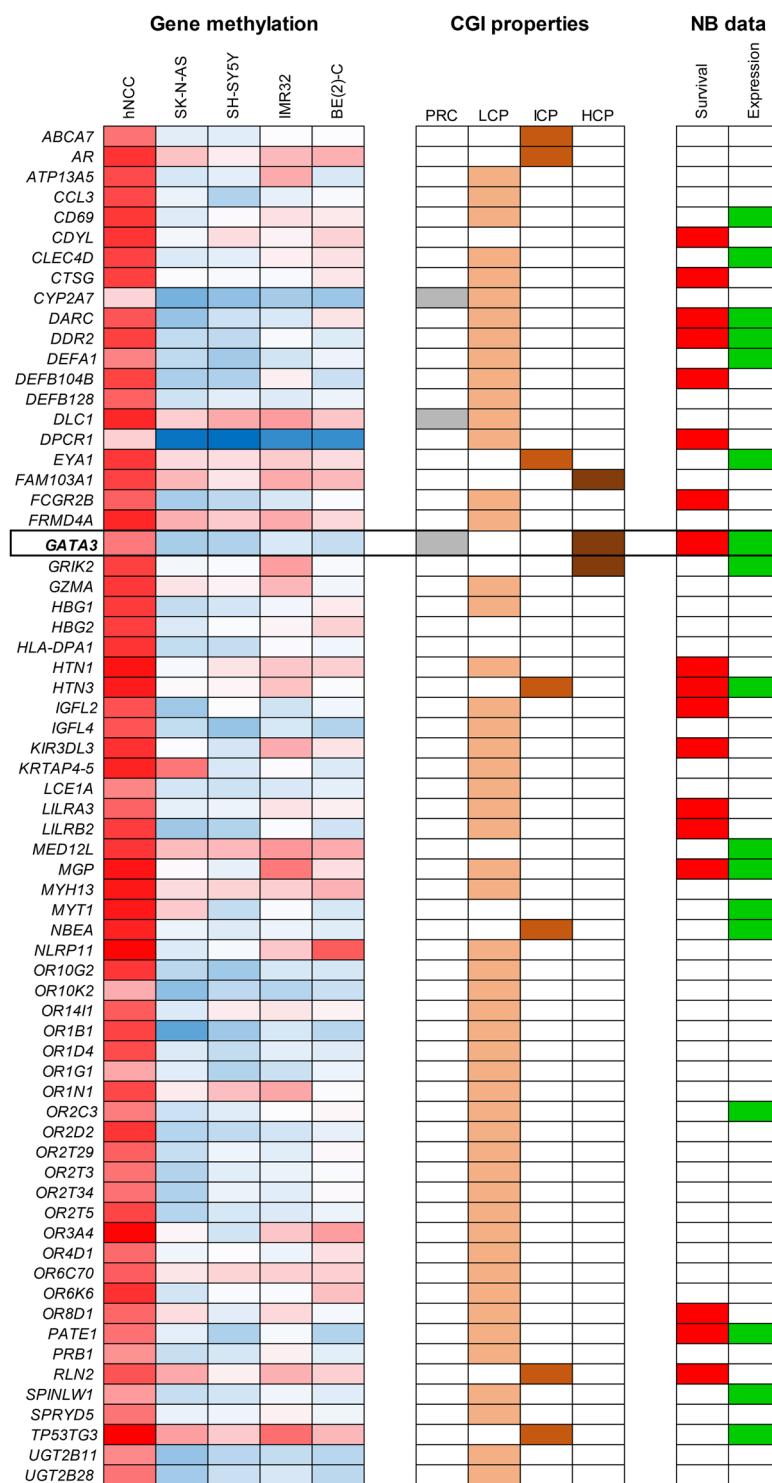 Gene methylation CGI properties NB data
hNCC SK-N-AS SH-SY5Y IMR32 BE(2)-C PRC LCP ICP HCP Survival Expression
ABCA7
AR
ATP13A5
CCL3
CD69
CDYL
CLEC4D
CTSG
CYP2A7
DARC
DDR2
DEFA1
DEFB104B
DEFB128
DLC1
DPCR1
EYA1
FAM103A1
FCGR2B
FRMD4A
GATA3
GRIK2
GZMA
HBG1
HBG2
HLA-DPA1
HTN1
HTN3
IGFL2
IGFL4
KIR3DL3
KRTAP4-5
LCE1A
LILRA3
LILRB2
MED12L
MGP
MYH13
MYT1
NBEA
NLRP11
OR10G2
OR10K2
OR14I1
OR1B1
OR1D4
OR1G1
OR1N1
OR2C3
OR2D2
OR2T29
OR2T3
OR2T34
OR2T5
OR3A4
OR4D1
OR6C70
OR6K6
OR8D1
PATE1
PRB1
RLN2
SPINLW1
SPRYD5
TP53TG3
UGT2B11
UGT2B28